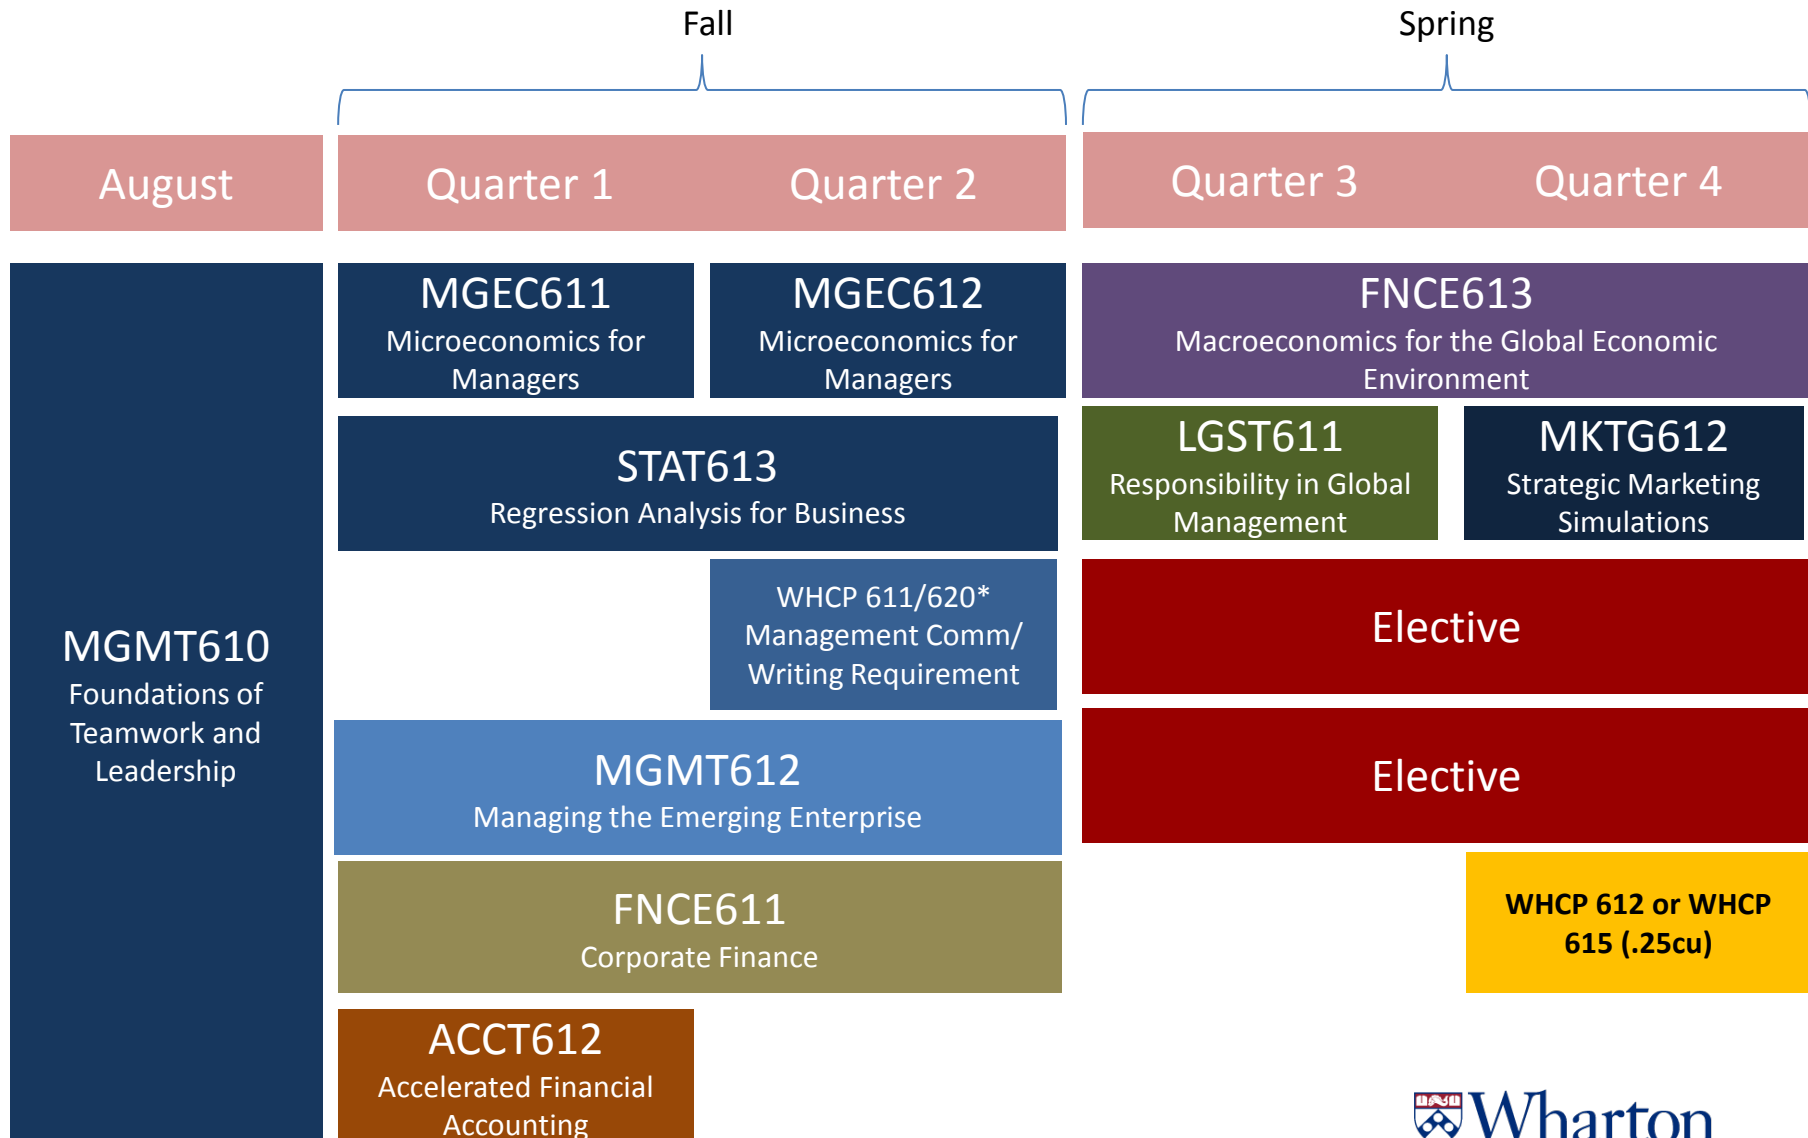 Fall
Spring
August
Quarter 1
Quarter 2
Quarter 3
Quarter 4
MGMT610
Foundations of
Teamwork and
Leadership
MGEC611
Microeconomics for
Managers
MGEC612
Microeconomics for
Managers
FNCE613
Macroeconomics for the Global Economic
Environment
STAT613
Regression Analysis for Business
LGST611
Responsibility in Global
Management
MKTG612
Strategic Marketing
Simulations
WHCP 611/620*
Management Comm/
Writing Requirement
Elective
MGMT612
Managing the Emerging Enterprise
Elective
FNCE611
Corporate Finance
WHCP 612 or WHCP
615 (.25cu)
ACCT612
Accelerated Financial
Accounting
Wharton